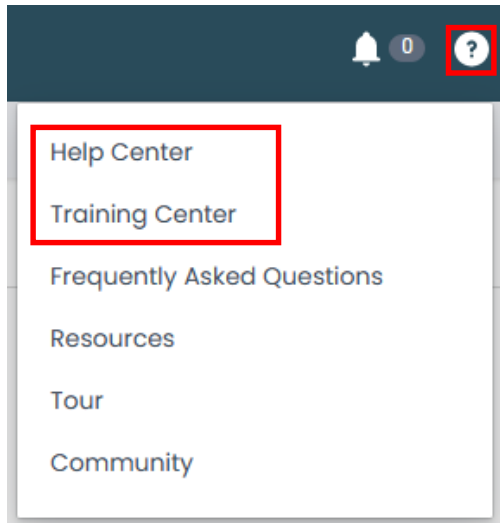 0
?
Help Center
Training Center
Frequently Asked Questions
Resources
Tour
Community